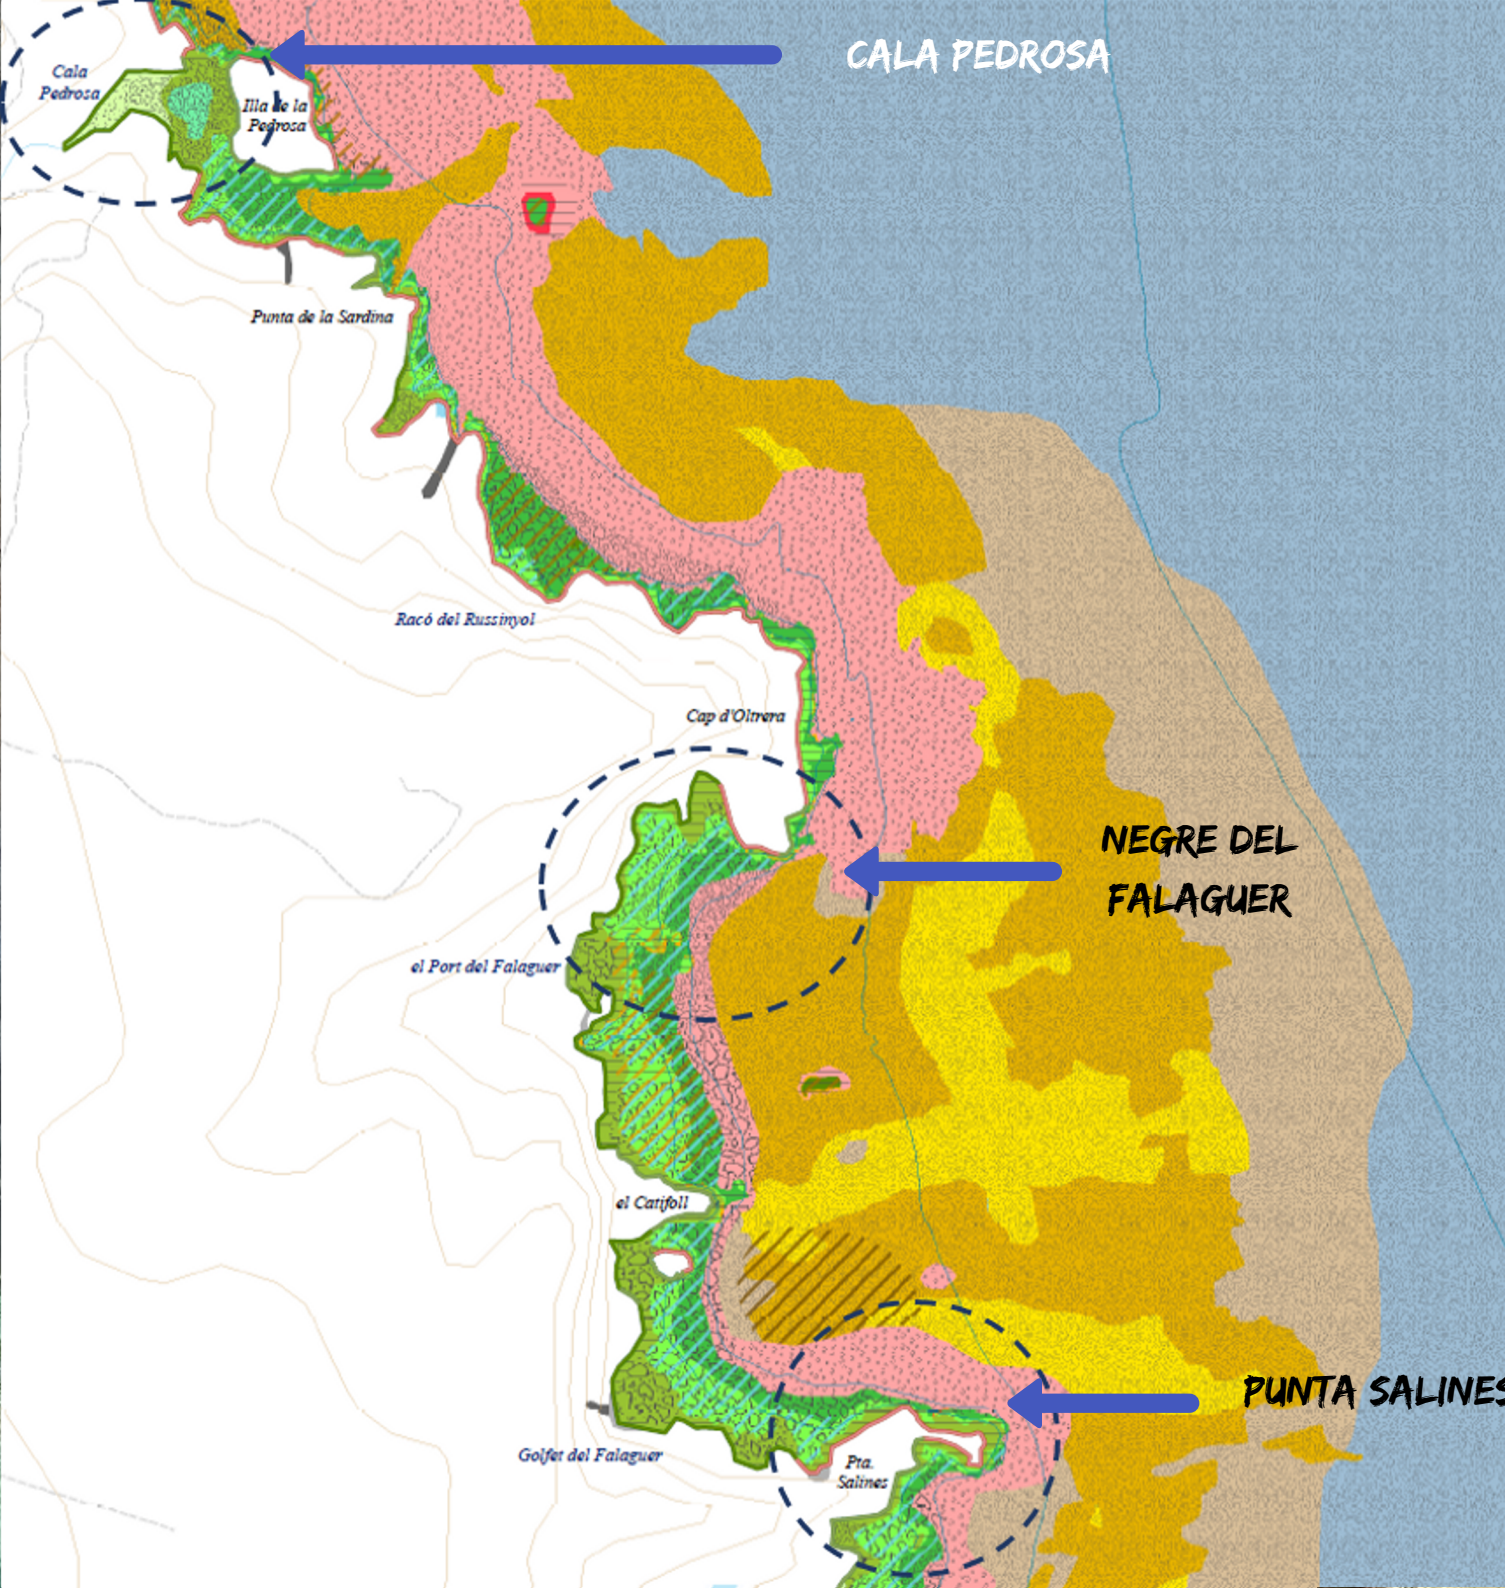 CALA PEDROSA
Cala
Pedrosa
Illa de la
Pedrosa
Punta de la Sardina
Racó del Russinyol
Cap d'Oltrera
NEGRE DEL
FALAGUER
el Port del Falaguer
el Catifoll
PUNTA SALINES
Golfet del Falaguer
Pta.
Salines